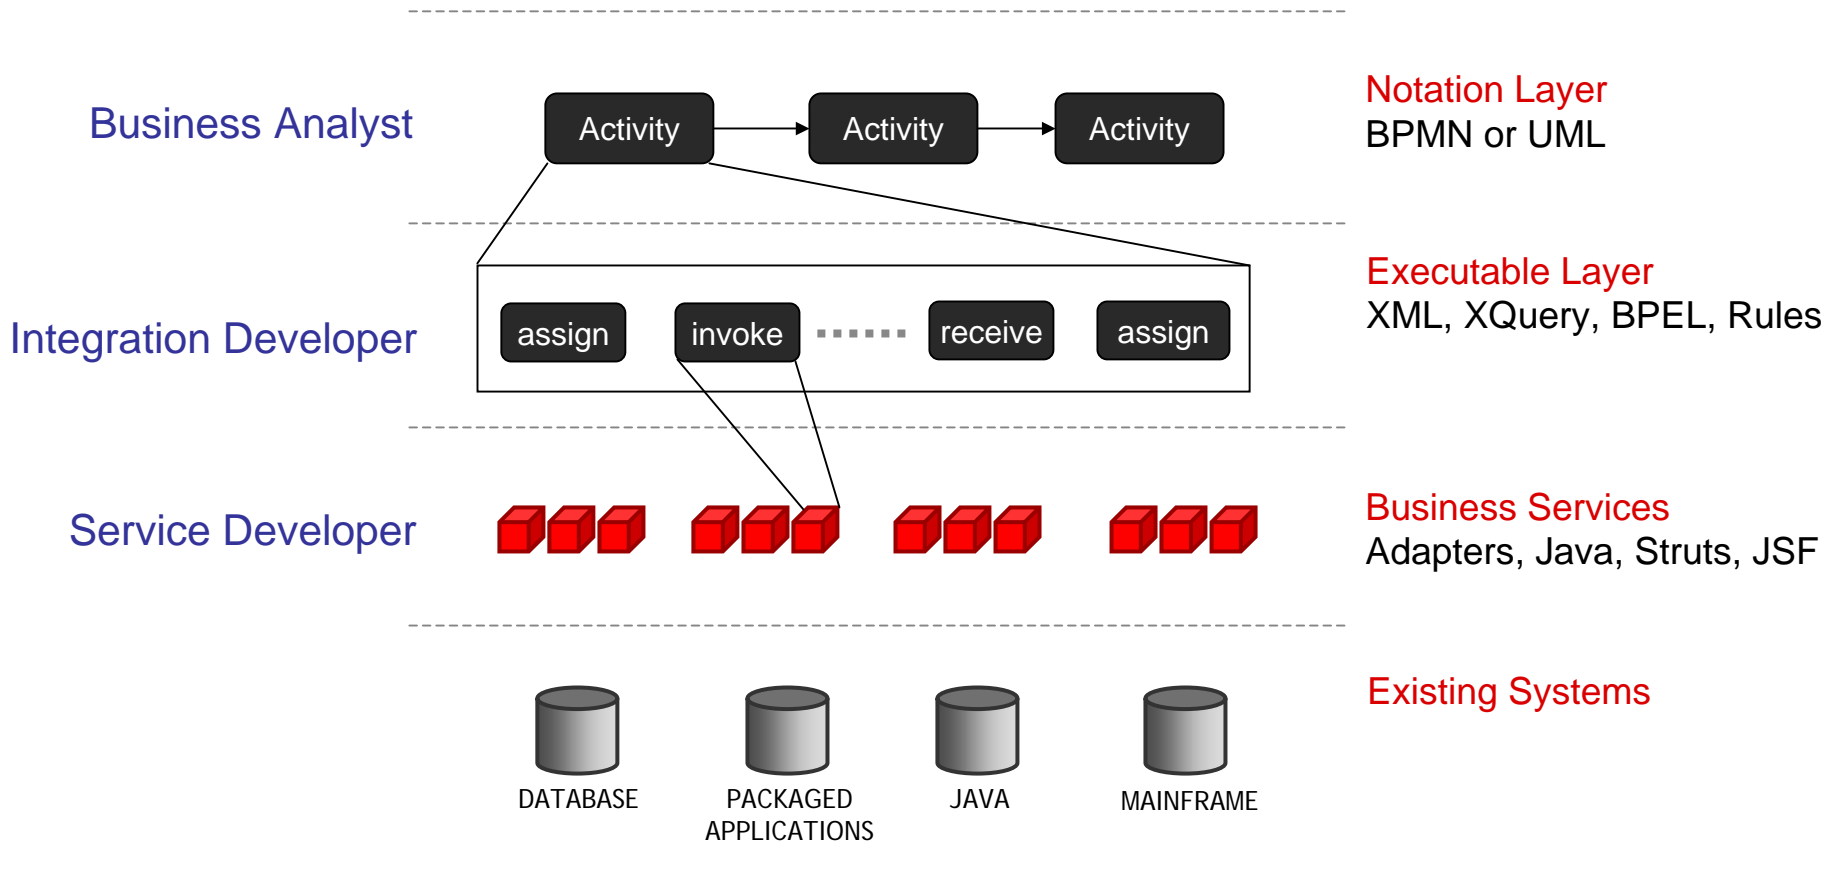 Business Analyst
Activity
Activity
Activity
Notation Layer
BPMN or UML
Integration Developer
assign
invoke
receive
assign
Executable Layer
XML, XQuery, BPEL, Rules
Service Developer
Business Services
Adapters, Java, Struts, JSF
Existing Systems
DATABASE
PACKAGED
APPLICATIONS
JAVA
MAINFRAME